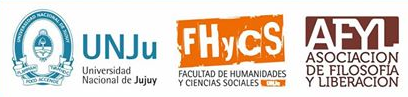 UNIVERSIDAD NACIONAL DE JUJUY
UNJu
Universidad
Nacional de Jujuy
FHyCS
FACULTAD DE HUMANIDADES
Y CIENCIAS SOCIALES UNJu
AFYL
ASOCIACION
DE FILOSOFÍA
Y LIBERACION